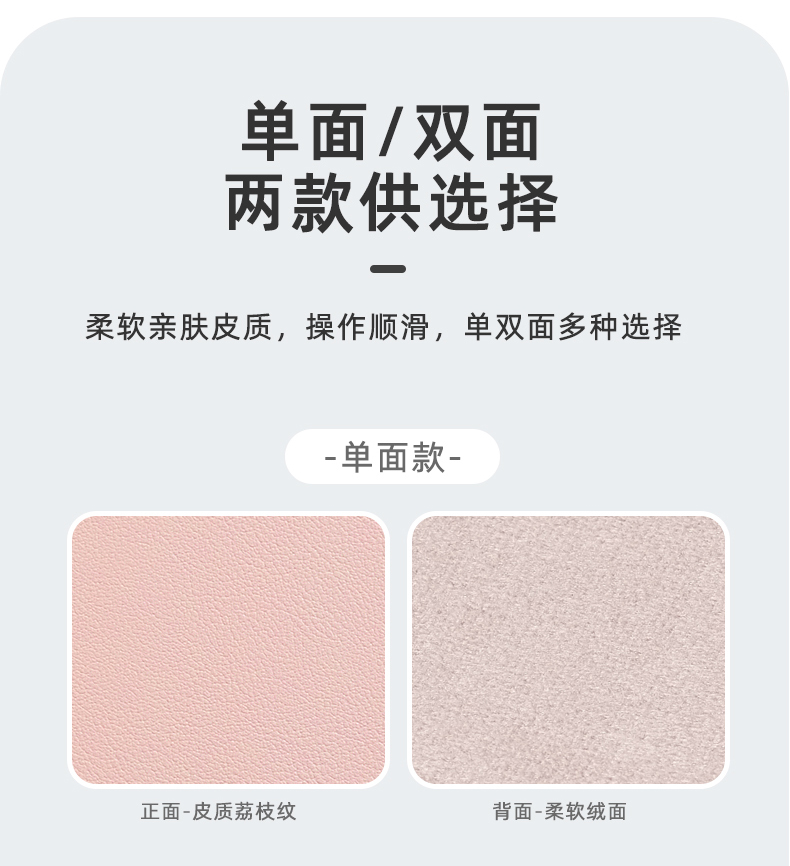 单面/双面
两款供选择
柔软亲肤皮质，操作顺滑，单双面多种选择
-单面款-
正面-皮质荔枝纹
背面-柔软绒面